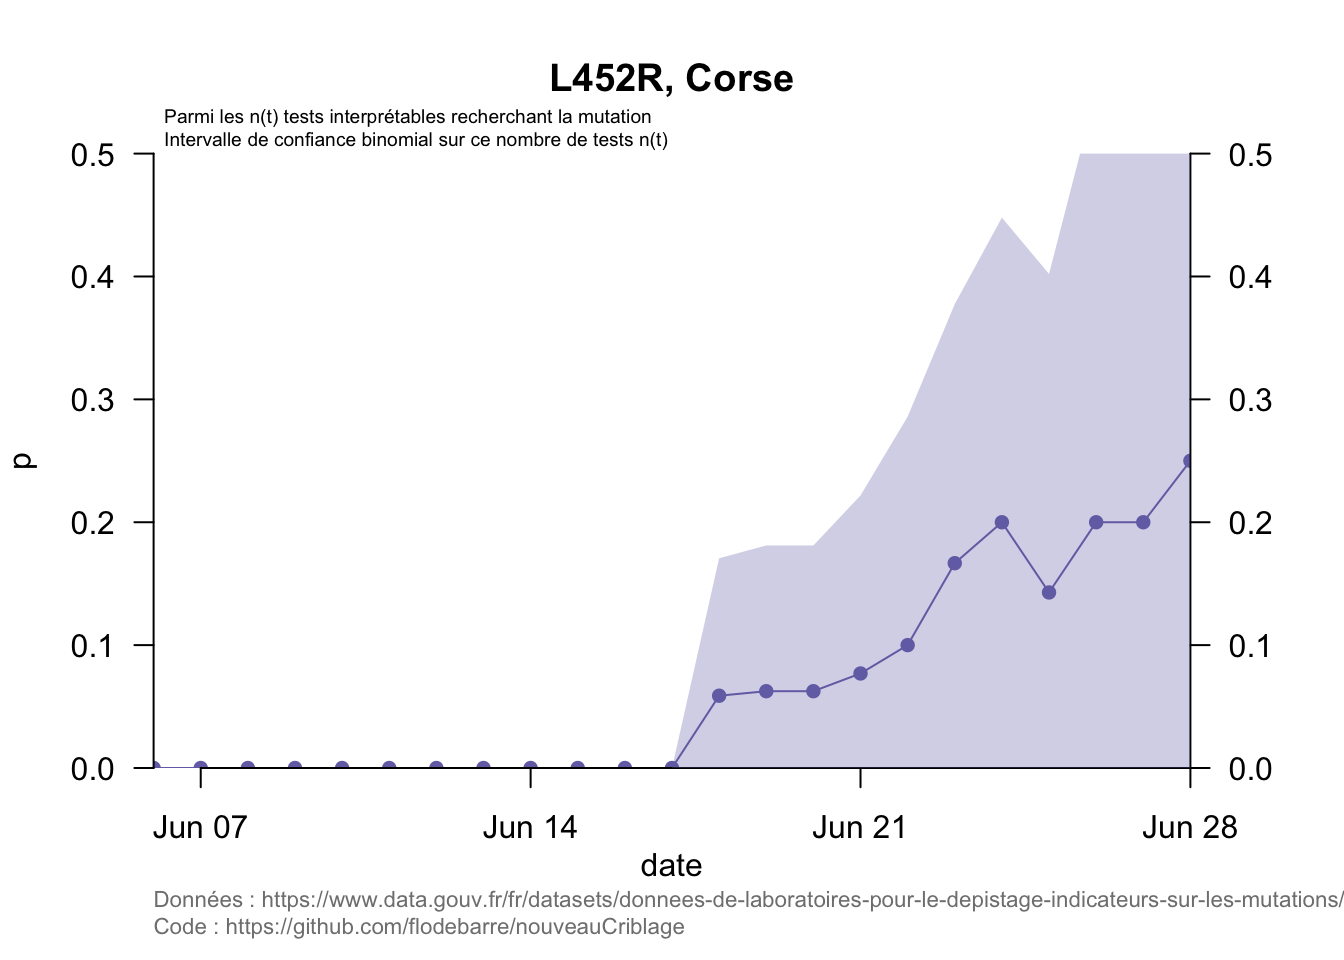 L452R, Corse
Parmi les n(t) tests interprétables recherchant la mutation
Intervalle de confiance binomial sur ce nombre de tests n(t)
0.5 0.5
0.4 0.4
0.3 0.3
p
0.2 0.2
0.1 0.1
0.0 0.0
Jun 07 Jun 14 Jun 21 Jun 28
date
Données : https://www.data.gouv.fr/fr/datasets/donnees-de-laboratoires-pour-le-depistage-indicateurs-sur-les-mutations/
Code : https://github.com/flodebarre/nouveauCriblage